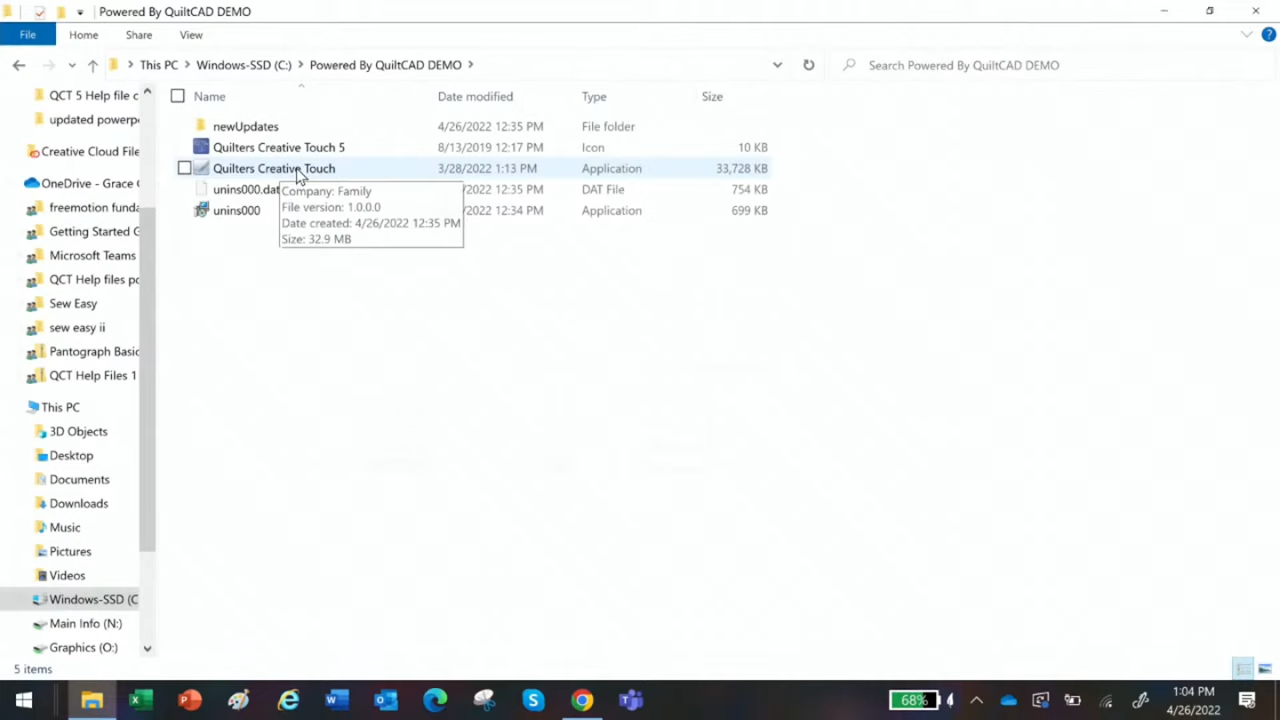 Powered By QuiltCAD DEMO
File Home Share View
This PC Windows-SSD (C:) Powered By QuiltCAD DEMO
Search Powered By QuiltCAD DEMO
Name Date modified Type Size
newUpdates 4/26/2022 12:35 PM File folder
Quilters Creative Touch 5 8/13/2019 12:17 PM Icon 10 KB
Quilters Creative Touch 3/28/2022 1:13 PM Application 33,728 KB
unins000.dat /2022 12:35 PM DAT File 754 KB
unins000 /2022 12:34 PM Application 699 KB
Company: Family
File version: 1.0.0.0
Date created: 4/26/2022 12:35 PM
Size: 32.9 MB
QCT 5 Help file c
updated powerp
Creative Cloud File
OneDrive - Grace C
freemotion funda
Getting Started G
Microsoft Teams
QCT Help files po
Sew Easy
sew easy ii
Pantograph Basic
QCT Help Files 1
This PC
3D Objects
Desktop
Documents
Downloads
Music
Pictures
Videos
Windows-SSD (C
Main Info (N:)
Graphics (O:)
5 items
68%
1:04 PM
4/26/2022